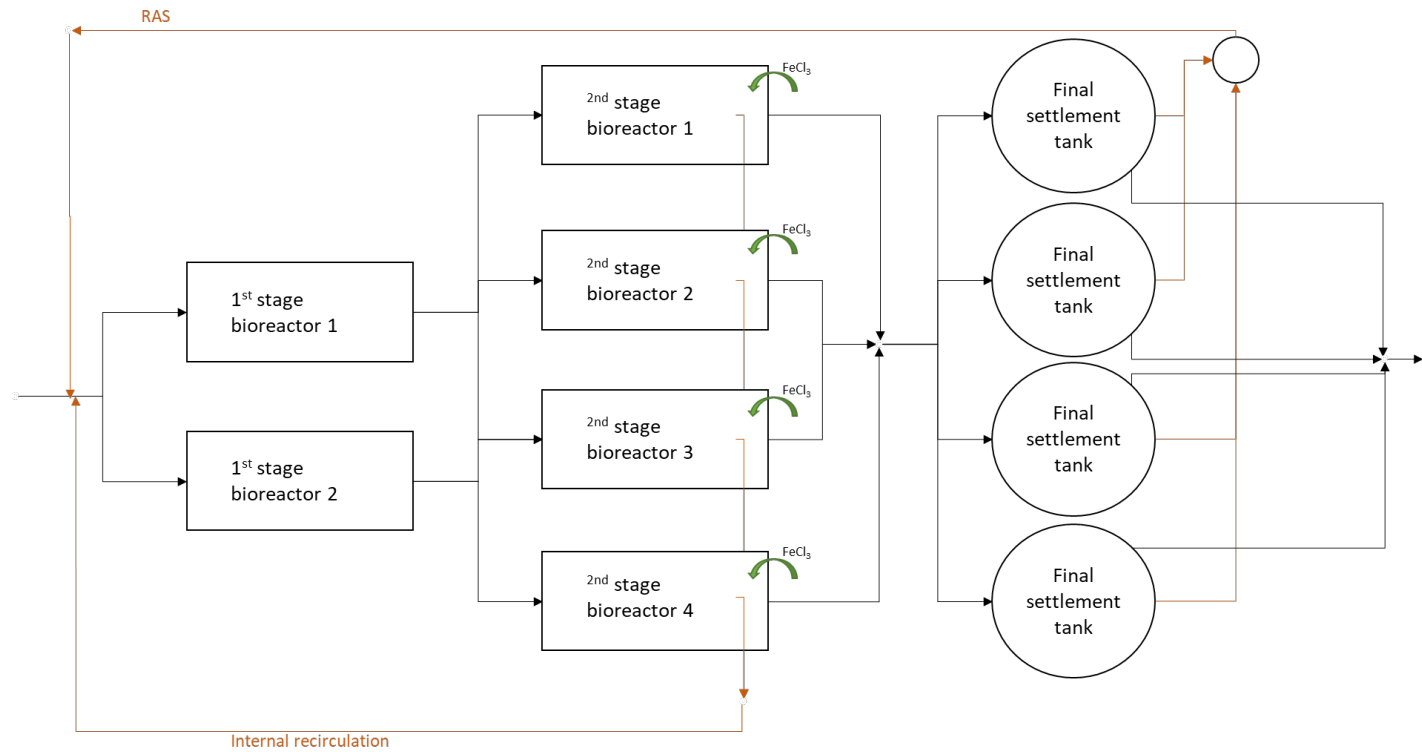 RAS
FeCl₃
2nd stage
bioreactor 1
Final
settlement
tank
FeCl₃
2nd stage
bioreactor 2
Final
settlement
tank
1st stage
bioreactor 1
FeCl₃
2nd stage
bioreactor 3
Final
settlement
tank
1st stage
bioreactor 2
FeCl₃
2nd stage
bioreactor 4
Final
settlement
tank
Internal recirculation